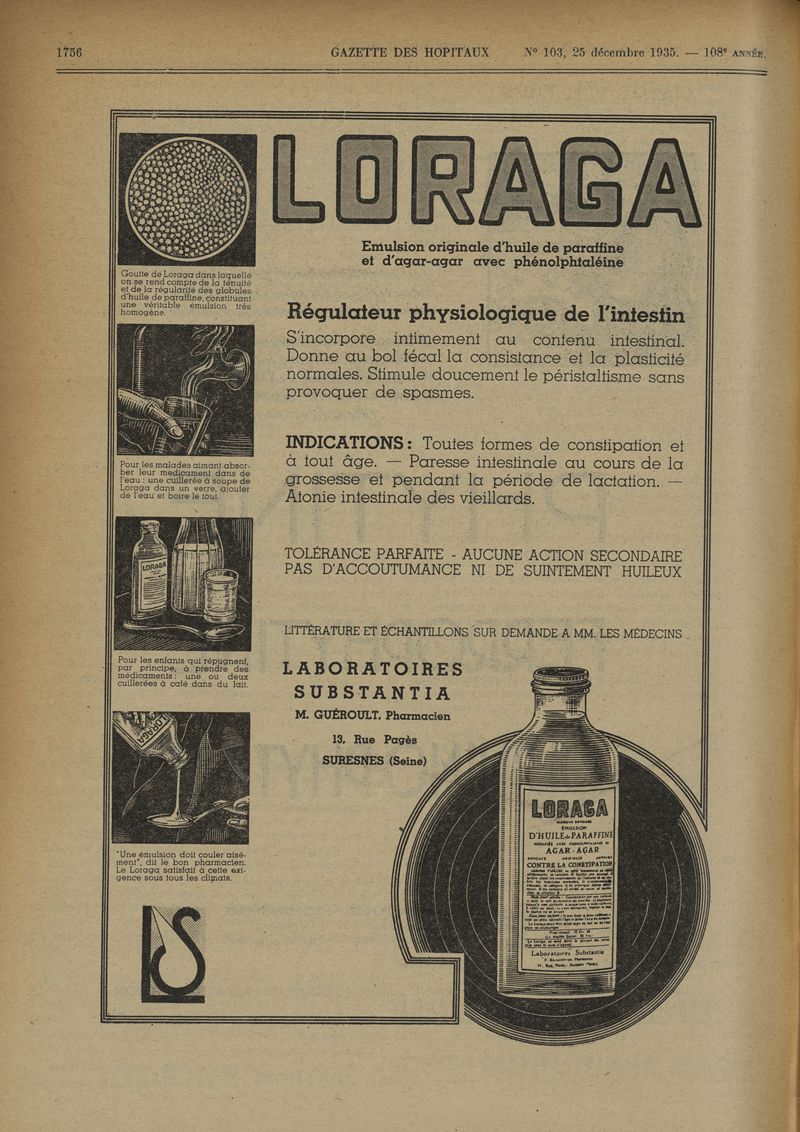 1756
GAZETTE DES HOPITAUX
N° 103, 25 décembre 1935. — 108e ANNÉE.
LORAGA
Emulsion originale d'huile de paraffine
et d'agar-agar avec phénolphtaléine
Goutte de Loraga dans laquelle
on se rend compte de la ténuité
et de la régularité des globules
d'huile de paraffine, constituant
une véritable émulsion très
homogène.
Régulateur physiologique de l'intestin
S'incorpore intimement au contenu intestinal.
Donne au bol fécal la consistance et la plasticité
normales. Stimule doucement le péristaltisme sans
provoquer de spasmes.
Pour les malades aimant absor-
ber leur médicament dans de
l'eau : une cuillerée à soupe de
Loraga dans un verre, ajouter
de l'eau et boire le tout.
INDICATIONS : Toutes formes de constipation et
à tout âge. — Paresse intestinale au cours de la
grossesse et pendant la période de lactation. —
Atonie intestinale des vieillards.
LORAGA
TOLÉRANCE PARFAITE - AUCUNE ACTION SECONDAIRE
PAS D'ACCOUTUMANCE NI DE SUINTEMENT HUILEUX
LITTÉRATURE ET ÉCHANTILLONS SUR DEMANDE A MM. LES MÉDECINS
Pour les enfants qui répugnent,
par principe, à prendre des
médicaments : une ou deux
cuillerées à café dans du lait.
LABORATOIRES
SUBSTANTIA
M. GUÉROULT, Pharmacien
13, Rue Pagès
SURESNES (Seine)
LORAGA
"Une émulsion doit couler aisé-
ment", dit le bon pharmacien.
Le Loraga satisfait à cette exi-
gence sous tous les climats.
LS
LORAGA
ÉMULSION
D'HUILE de PARAFFINE
AGAR-AGAR
CONTRE LA CONSTIPATION
Laboratoires Substantia